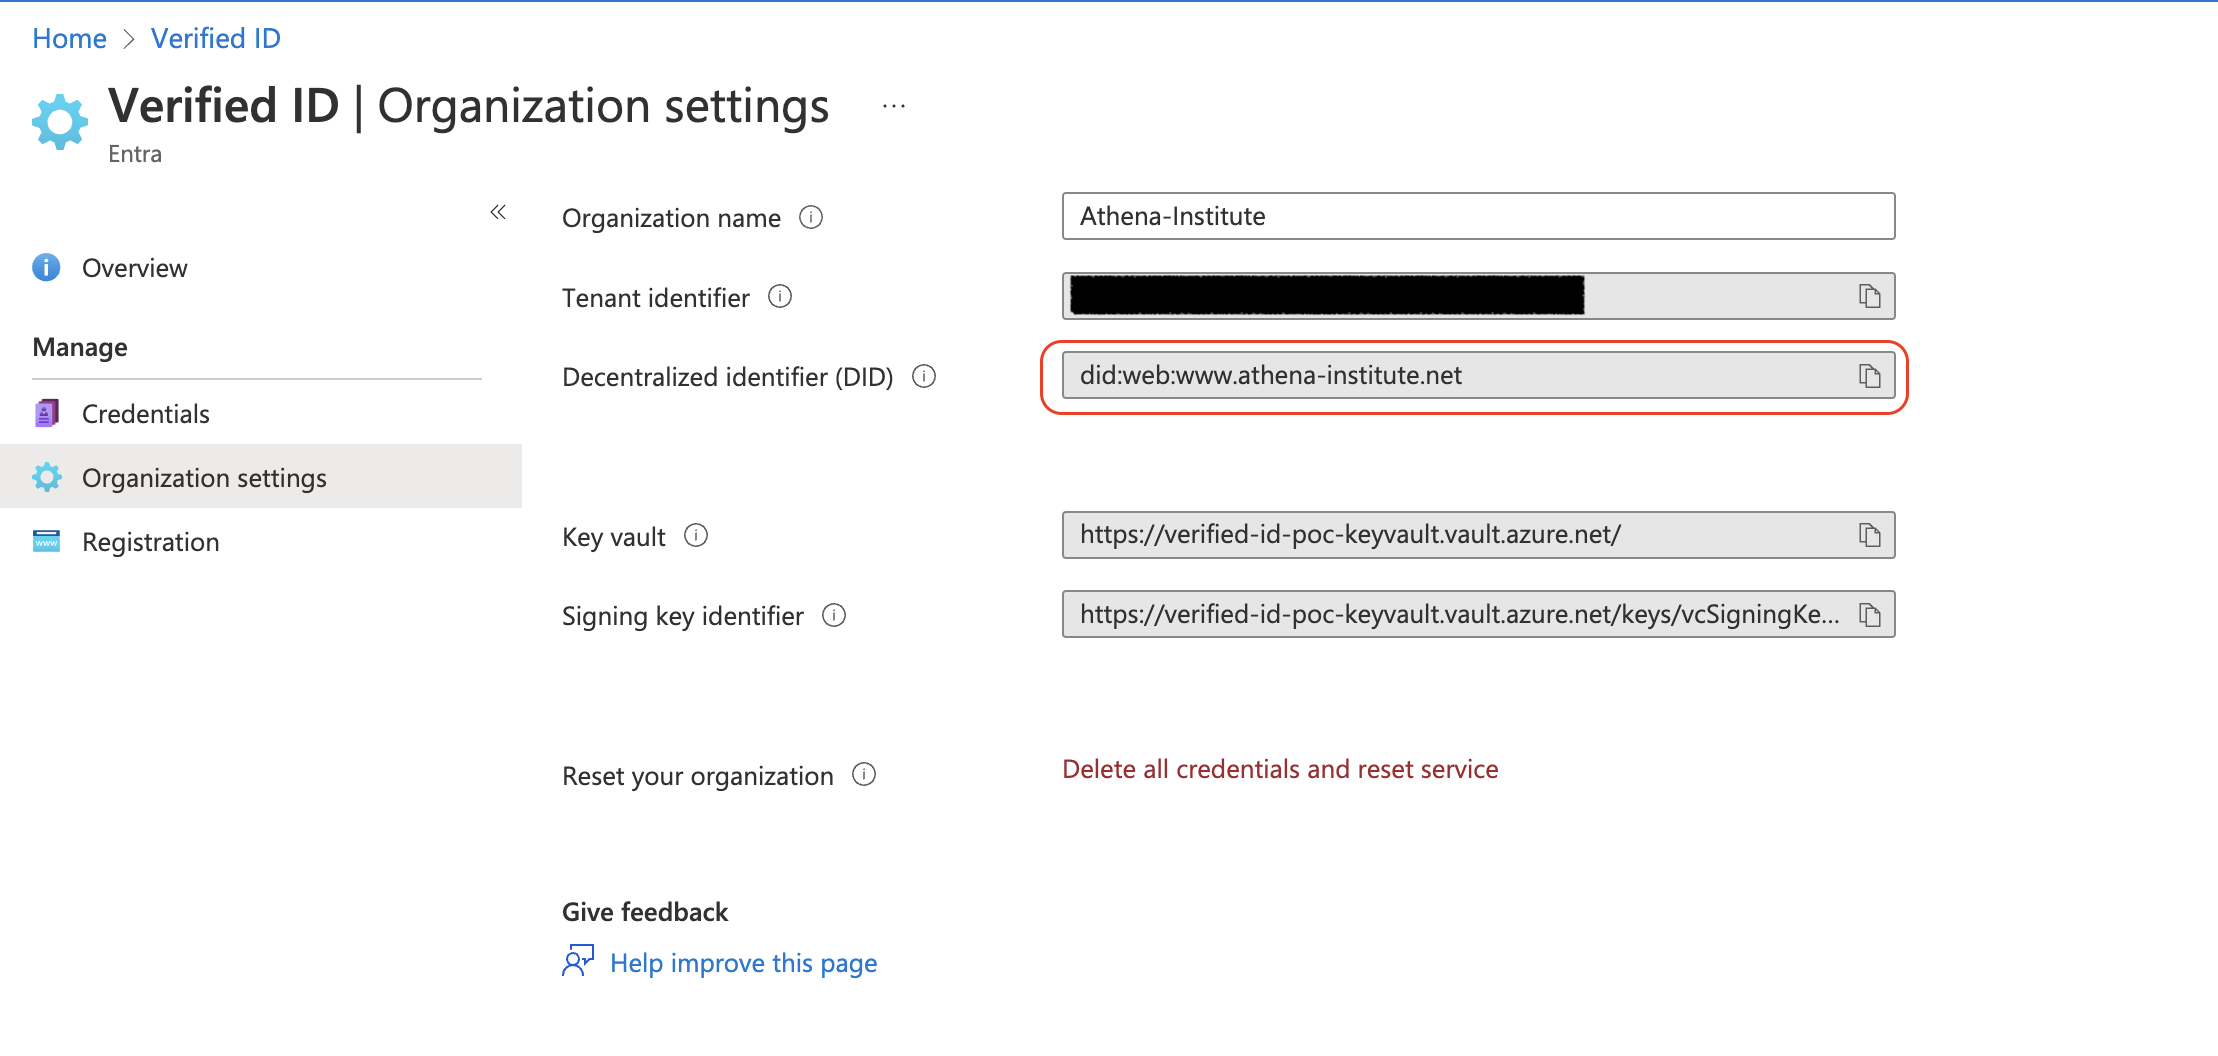 Home > Verified ID
Verified ID | Organization settings ...
Entra
«
Overview
Manage
Credentials
Organization settings
www Registration
Organization name
Athena-Institute
Tenant identifier
Decentralized identifier (DID)
did:web:www.athena-institute.net
Key vault
https://verified-id-poc-keyvault.vault.azure.net/
Signing key identifier
https://verified-id-poc-keyvault.vault.azure.net/keys/vcSigningKe...
Reset your organization
Delete all credentials and reset service
Give feedback
Help improve this page